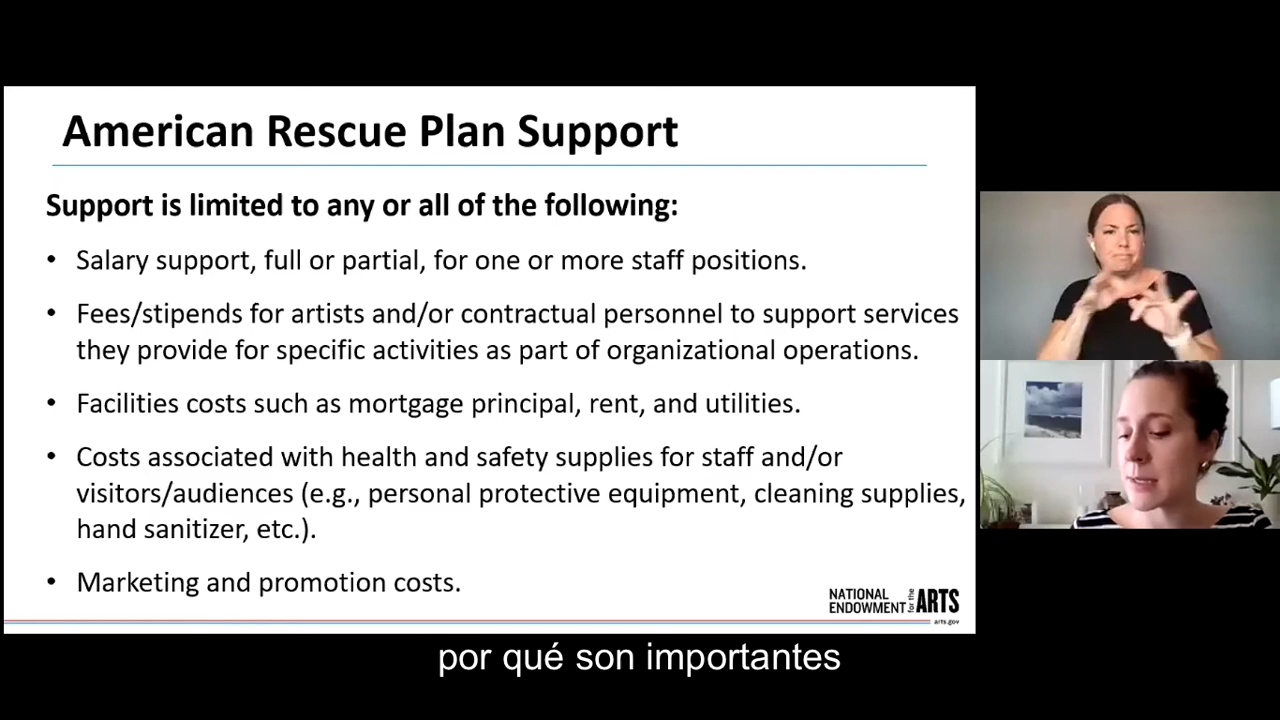 American Rescue Plan Support
Support is limited to any or all of the following:
• Salary support, full or partial, for one or more staff positions.
• Fees/stipends for artists and/or contractual personnel to support services
they provide for specific activities as part of organizational operations.
• Facilities costs such as mortgage principal, rent, and utilities.
• Costs associated with health and safety supplies for staff and/or
visitors/audiences (e.g., personal protective equipment, cleaning supplies,
hand sanitizer, etc.).
• Marketing and promotion costs.
NATIONAL
ENDOWMENT for the ARTS
arts.gov
por qué son importantes